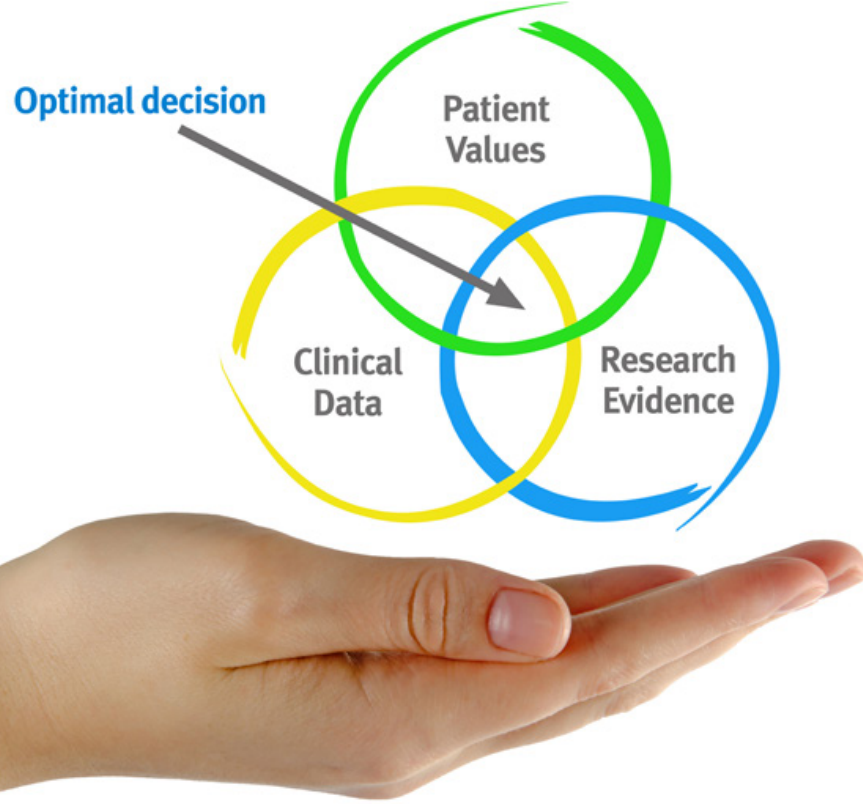 Optimal decision
Patient
Values
Clinical
Data
Research
Evidence